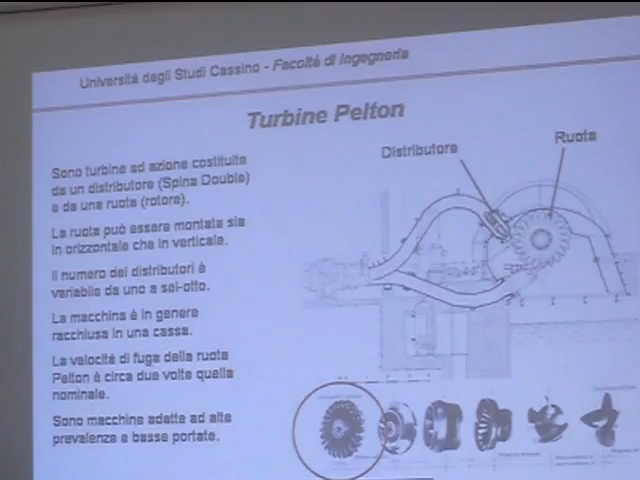 Università degli Studi Cassino - Facoltà di Ingegneria
Turbine Pelton
Distributore
Ruota
Sono turbine ad azione costituite
da un distributore (Spina Double)
e da una ruota (rotore).
La ruota può essere montata sia
in orizzontale che in verticale.
Il numero dei distributori è
variabile da uno a sei-otto.
La macchina è in genere
racchiusa in una cassa.
La velocità di fuga della ruota
Pelton è circa due volte quella
nominale.
Sono macchine adatte ad alte
prevalenze e basse portate.